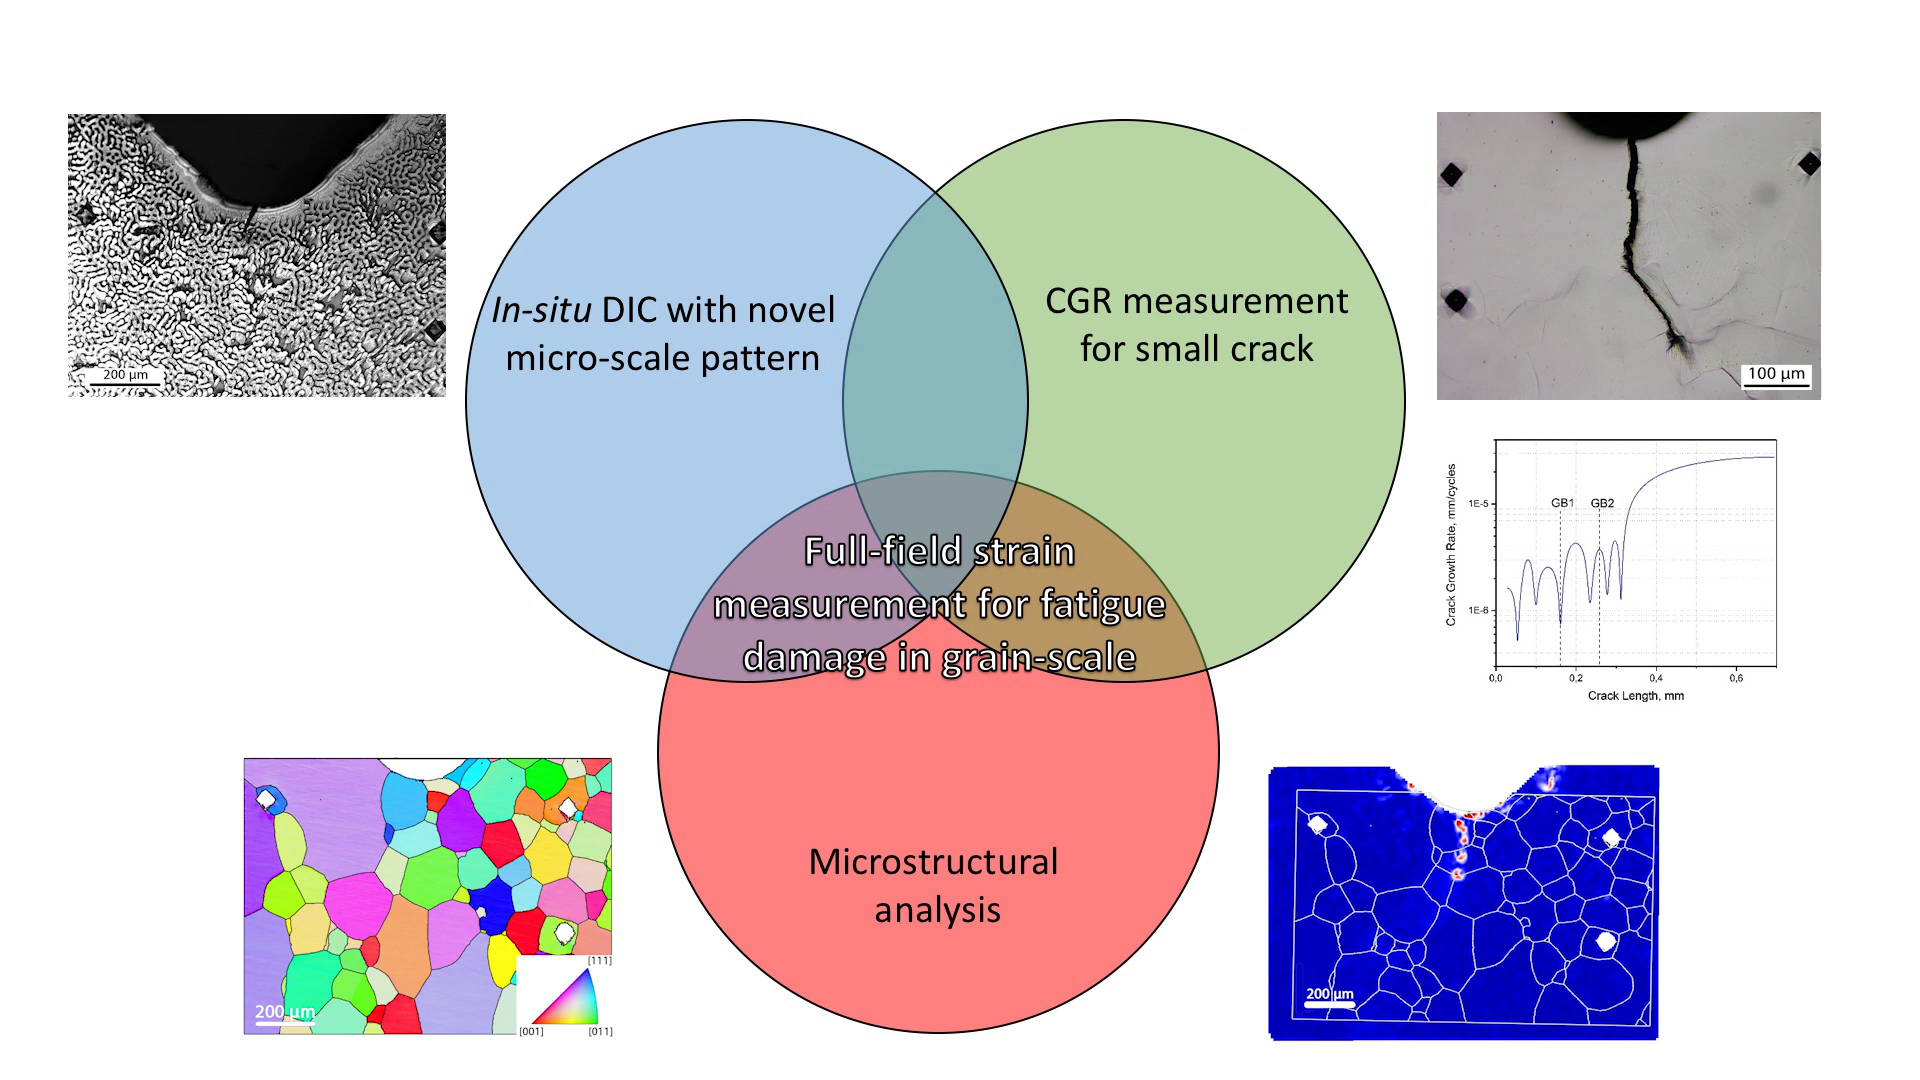 In-situ DIC with novel
micro-scale pattern
CGR measurement
for small crack
Full-field strain
measurement for fatigue
damage in grain-scale
Microstructural
analysis
200 µm
100 µm
Crack Growth Rate, mm/cycles
1E-5
1E-6
GB1
GB2
0,0
0,2
0,4
0,6
Crack Length, mm
200 µm
[111]
[001]
[011]
200 µm